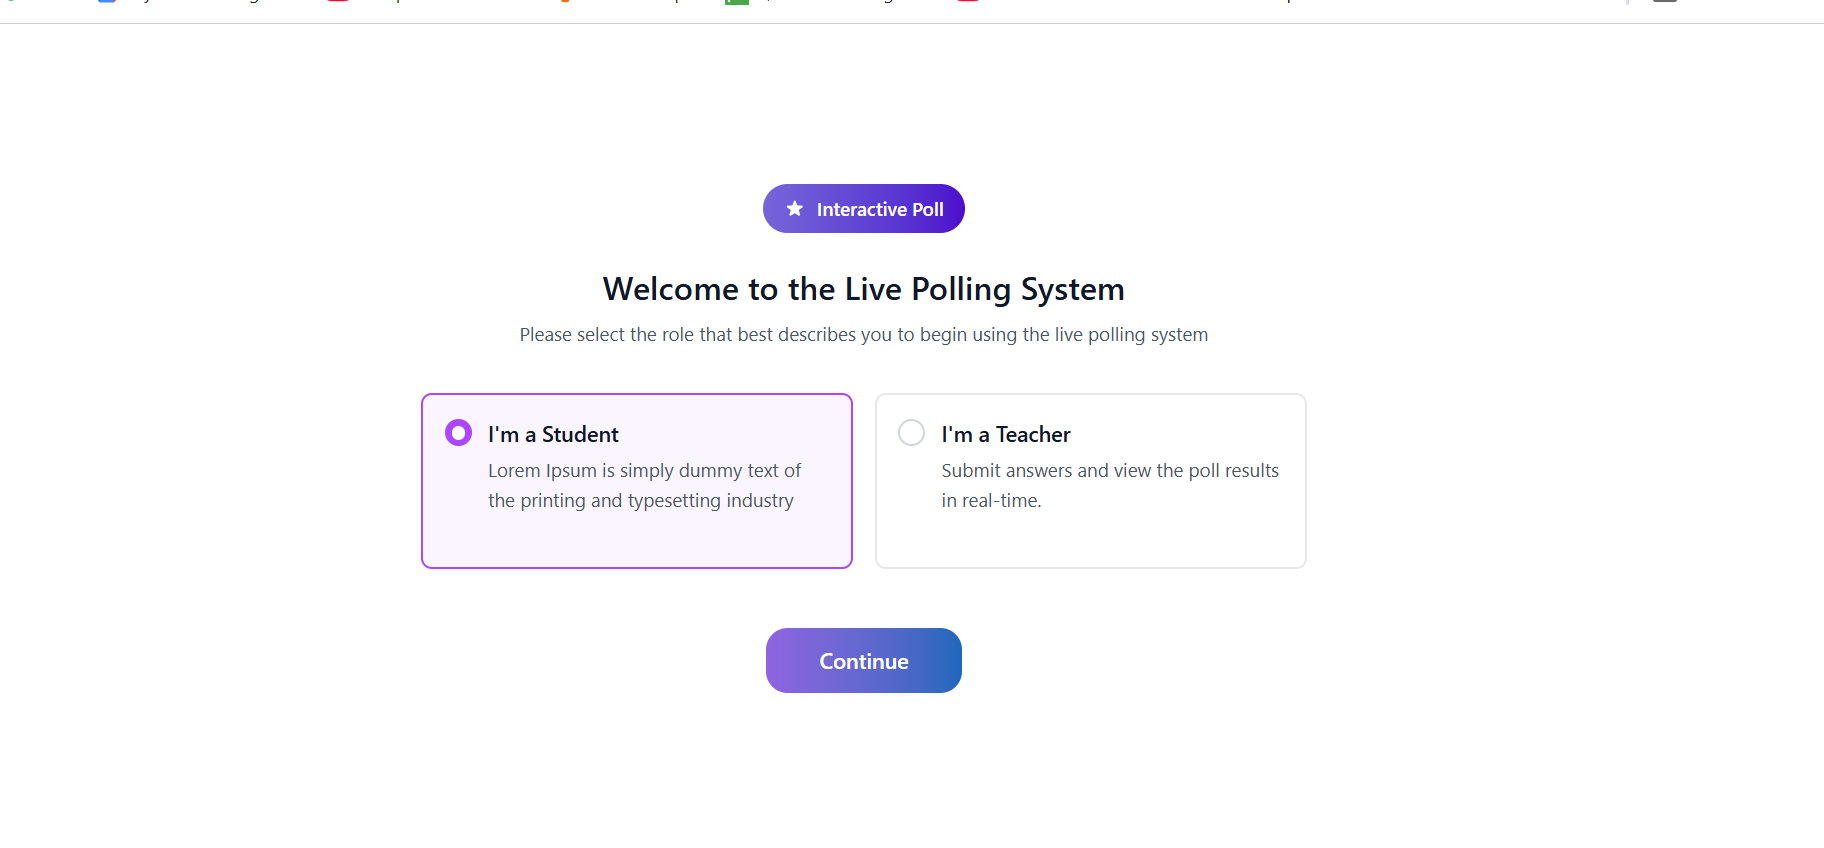 Interactive Poll
Welcome to the Live Polling System
Please select the role that best describes you to begin using the live polling system
I'm a Student
Lorem Ipsum is simply dummy text of
the printing and typesetting industry
I'm a Teacher
Submit answers and view the poll results
in real-time.
Continue